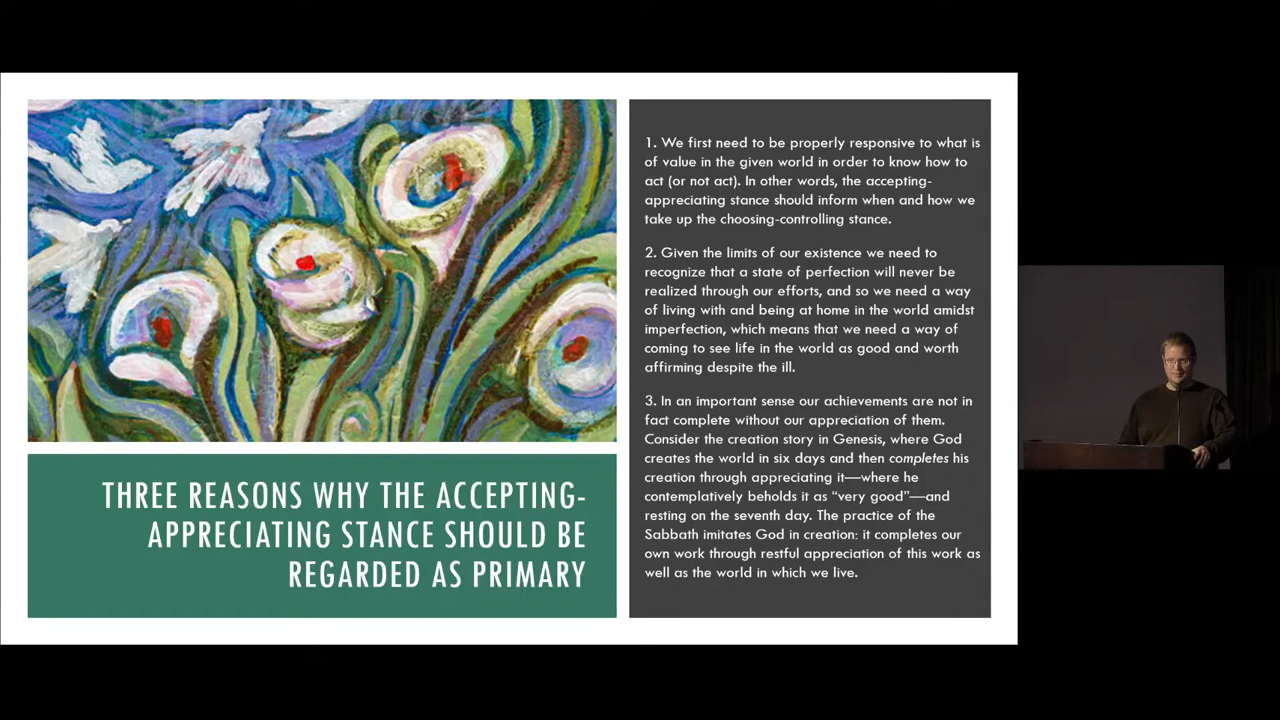 1. We first need to be properly responsive to what is
of value in the given world in order to know how to
act (or not act). In other words, the accepting-
appreciating stance should inform when and how we
take up the choosing-controlling stance.
2. Given the limits of our existence we need to
recognize that a state of perfection will never be
realized through our efforts, and so we need a way
of living with and being at home in the world amidst
imperfection, which means that we need a way of
coming to see life in the world as good and worth
affirming despite the ill.
3. In an important sense our achievements are not in
fact complete without our appreciation of them.
Consider the creation story in Genesis, where God
creates the world in six days and then completes his
creation through appreciating it—where he
contemplatively beholds it as “very good”—and
resting on the seventh day. The practice of the
Sabbath imitates God in creation: it completes our
own work through restful appreciation of this work as
well as the world in which we live.
THREE REASONS WHY THE ACCEPTING-
APPRECIATING STANCE SHOULD BE
REGARDED AS PRIMARY